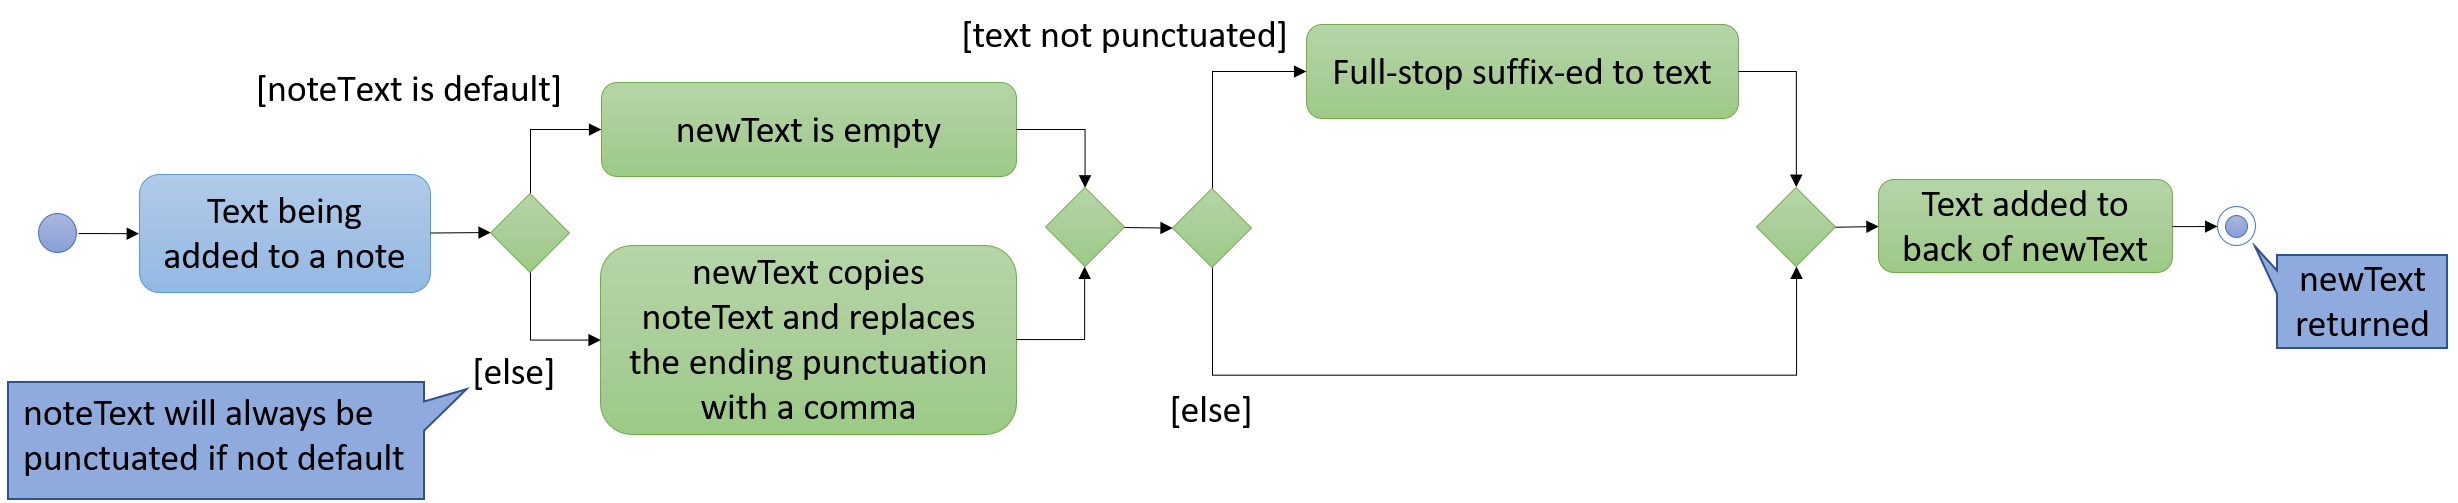 [text not punctuated]
Full-stop suffix-ed to text
[noteText is default]
newText is empty
Text being
added to a note
Text added to
back of newText
newText copies
noteText and replaces
the ending punctuation
with a comma
newText
returned
[else]
[else]
noteText will always be
punctuated if not default